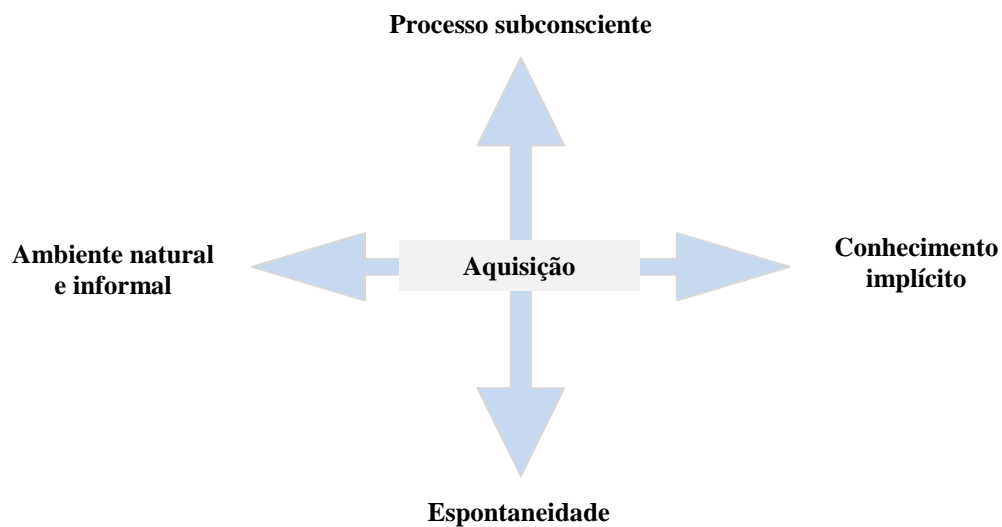 Processo subconsciente
Ambiente natural
e informal
Aquisição
Conhecimento
implícito
Espontaneidade